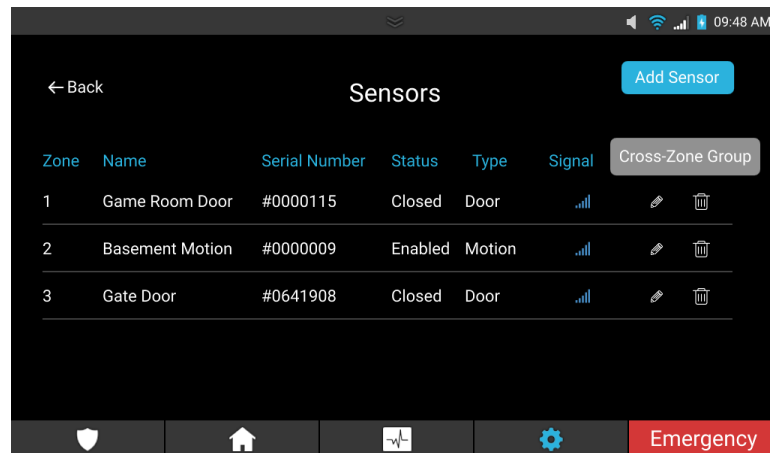 09:48 AM
Back
Sensors
Add Sensor
Zone Name Serial Number Status Type Signal Cross-Zone Group
1 Game Room Door #0000115 Closed Door
2 Basement Motion #0000009 Enabled Motion
3 Gate Door #0641908 Closed Door
Emergency